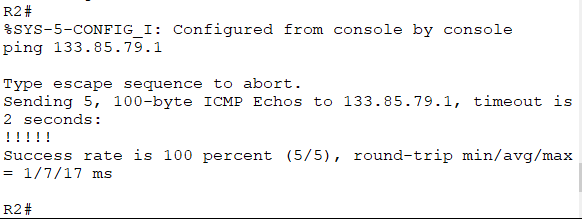 R2#
%SYS-5-CONFIG_I: Configured from console by console
ping 133.85.79.1
Type escape sequence to abort.
Sending 5, 100-byte ICMP Echos to 133.85.79.1, timeout is
2 seconds:
!!!!!
Success rate is 100 percent (5/5), round-trip min/avg/max
= 1/7/17 ms
R2#